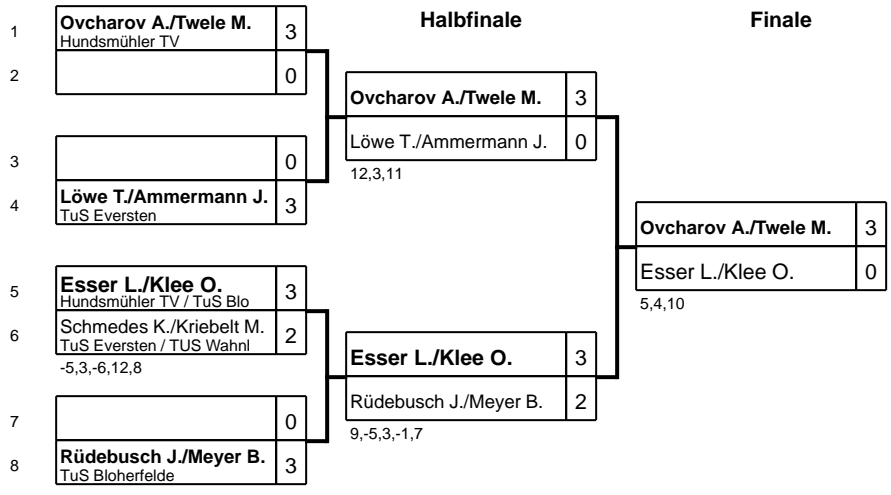 Halbfinale
Finale
1
Ovcharov A./Twele M.
3
Hundsmühler TV
2
0
3
0
4
Löwe T./Ammermann J.
3
TuS Eversten
5
Esser L./Klee O.
3
Hundsmühler TV / TuS Blo
6
Schmedes K./Kriebelt M.
2
TuS Eversten / TUS Wahnl
-5,3,-6,12,8
7
0
8
Rüdebusch J./Meyer B.
3
TuS Bloherfelde
Ovcharov A./Twele M.
3
Löwe T./Ammermann J.
0
12,3,11
Esser L./Klee O.
3
Rüdebusch J./Meyer B.
2
9,-5,3,-1,7
Ovcharov A./Twele M.
3
Esser L./Klee O.
0
5,4,10